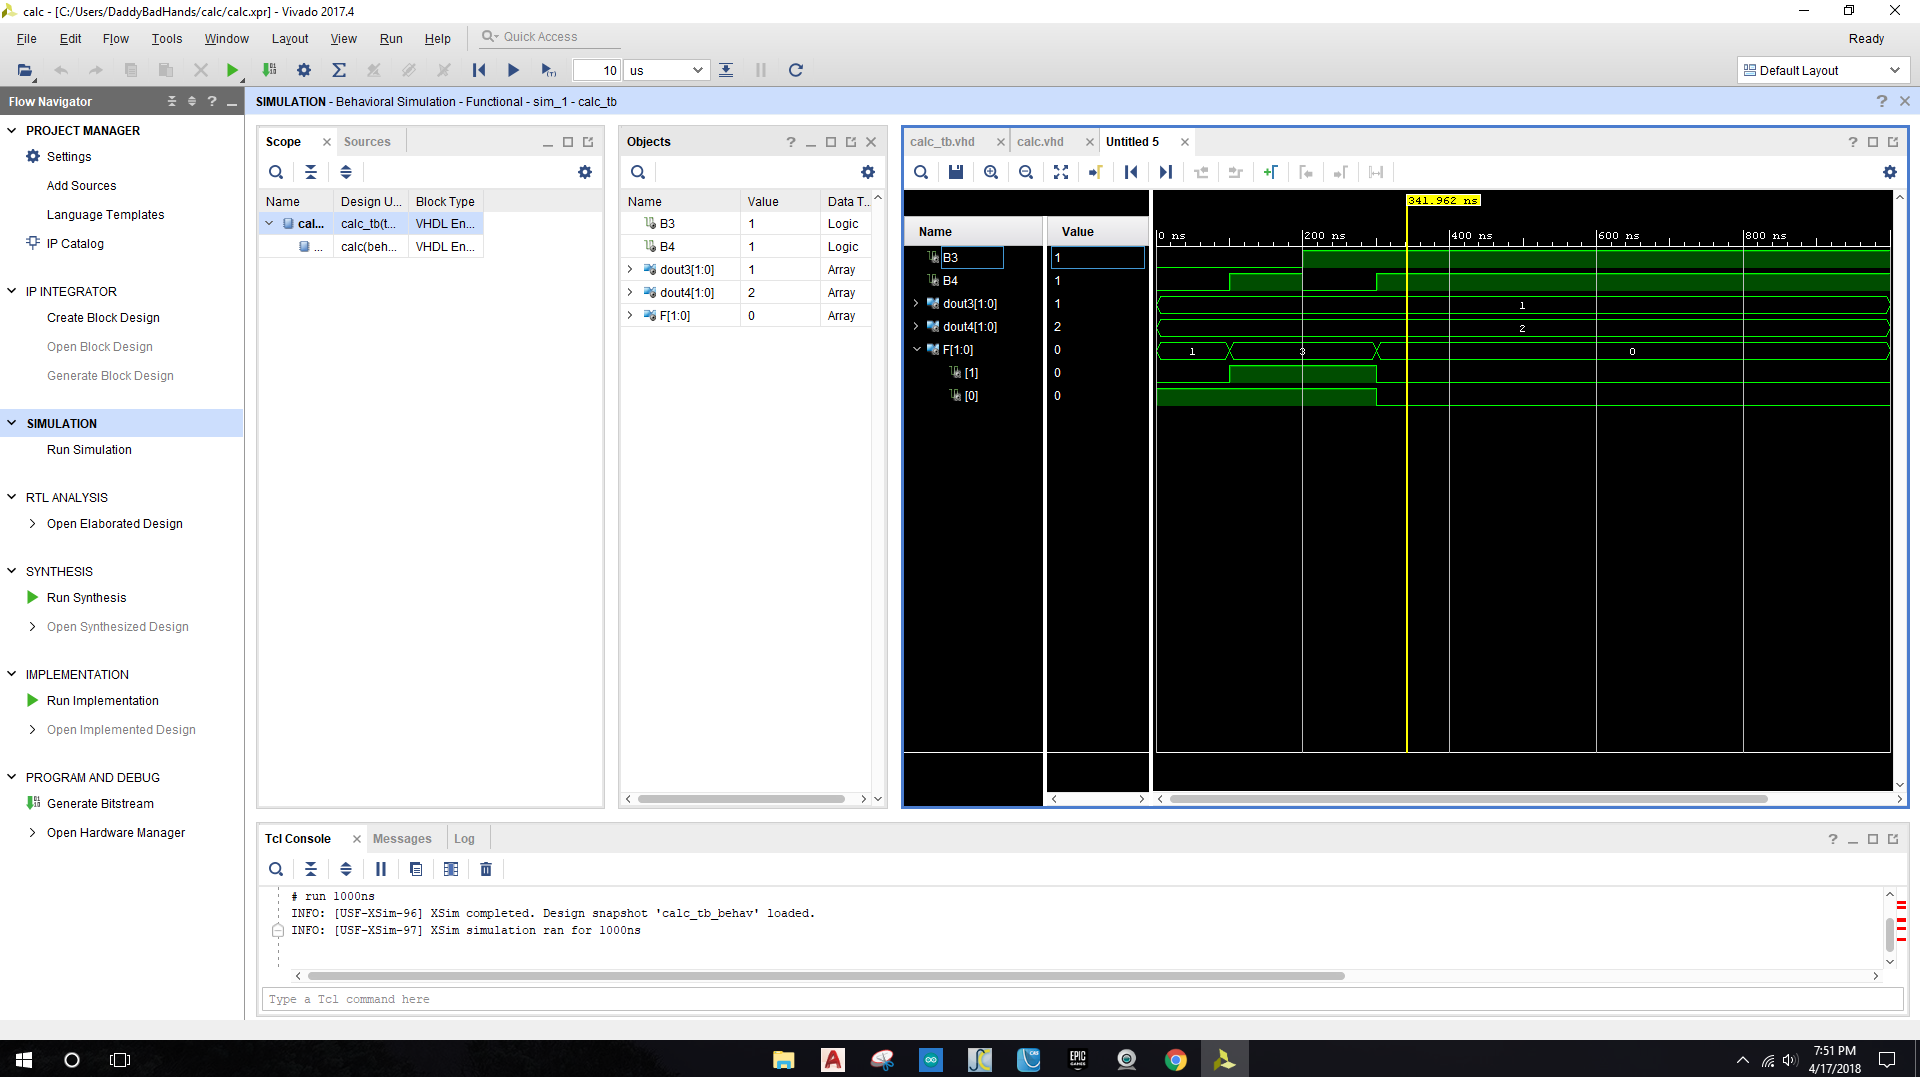 calc - [C:/Users/DaddyBadHands/calc/calc.xpr] - Vivado 2017.4
File Edit Flow Tools Window Layout View Run Help Quick Access Ready
10 us Default Layout
Flow Navigator
SIMULATION - Behavioral Simulation - Functional - sim_1 - calc_tb
PROJECT MANAGER
Settings
Add Sources
Language Templates
IP Catalog
IP INTEGRATOR
Create Block Design
Open Block Design
Generate Block Design
SIMULATION
Run Simulation
RTL ANALYSIS
Open Elaborated Design
SYNTHESIS
Run Synthesis
Open Synthesized Design
IMPLEMENTATION
Run Implementation
Open Implemented Design
PROGRAM AND DEBUG
Generate Bitstream
Open Hardware Manager
Scope Sources
Name Design U... Block Type
cal... calc_tb(t... VHDL En...
... calc(beh... VHDL En...
Objects
Name Value Data T...
B3 1 Logic
B4 1 Logic
dout3[1:0] 1 Array
dout4[1:0] 2 Array
F[1:0] 0 Array
calc_tb.vhd calc.vhd Untitled 5
341.962 ns
Name Value
0 ns 200 ns 400 ns 600 ns 800 ns
B3 1
B4 1
dout3[1:0] 1 1
dout4[1:0] 2 2
F[1:0] 0 1 3 0
[1] 0
[0] 0
Tcl Console Messages Log
# run 1000ns
INFO: [USF-XSim-96] XSim completed. Design snapshot 'calc_tb_behav' loaded.
INFO: [USF-XSim-97] XSim simulation ran for 1000ns
Type a Tcl command here
EPIC GAMES
7:51 PM
4/17/2018